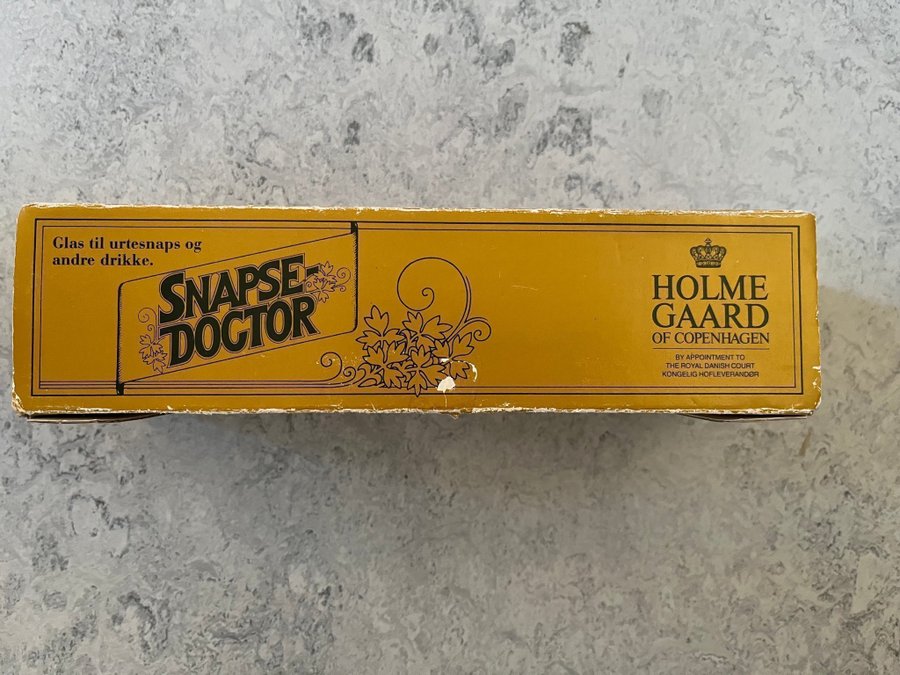 Glas til urtesnaps og
andre drikke.
SNAPSE-
DOCTOR
HOLME
GAARD
OF COPENHAGEN
BY APPOINTMENT TO
THE ROYAL DANISH COURT
KONGELIG HOFLEVERANDØR